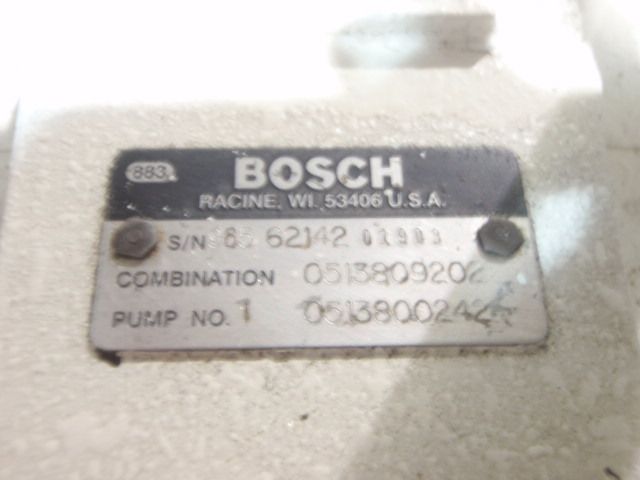 883
BOSCH
RACINE, WI. 53406 U.S.A.
S/N 62142
COMBINATION 0513809202
PUMP NO. 1 0513800242